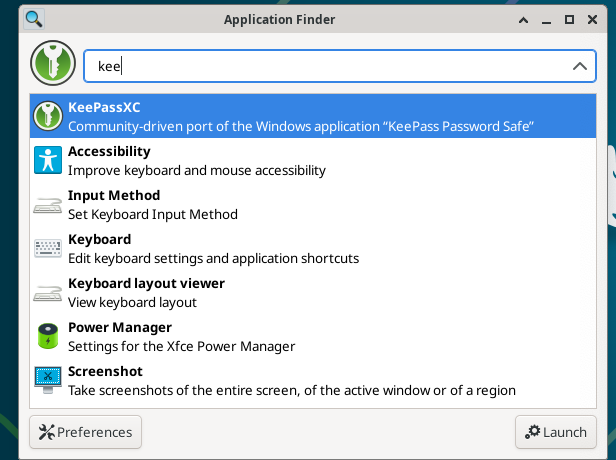 Application Finder
kee
KeePassXC
Community-driven port of the Windows application “KeePass Password Safe”
Accessibility
Improve keyboard and mouse accessibility
Input Method
Set Keyboard Input Method
Keyboard
Edit keyboard settings and application shortcuts
Keyboard layout viewer
View keyboard layout
Power Manager
Settings for the Xfce Power Manager
Screenshot
Take screenshots of the entire screen, of the active window or of a region
Preferences
Launch